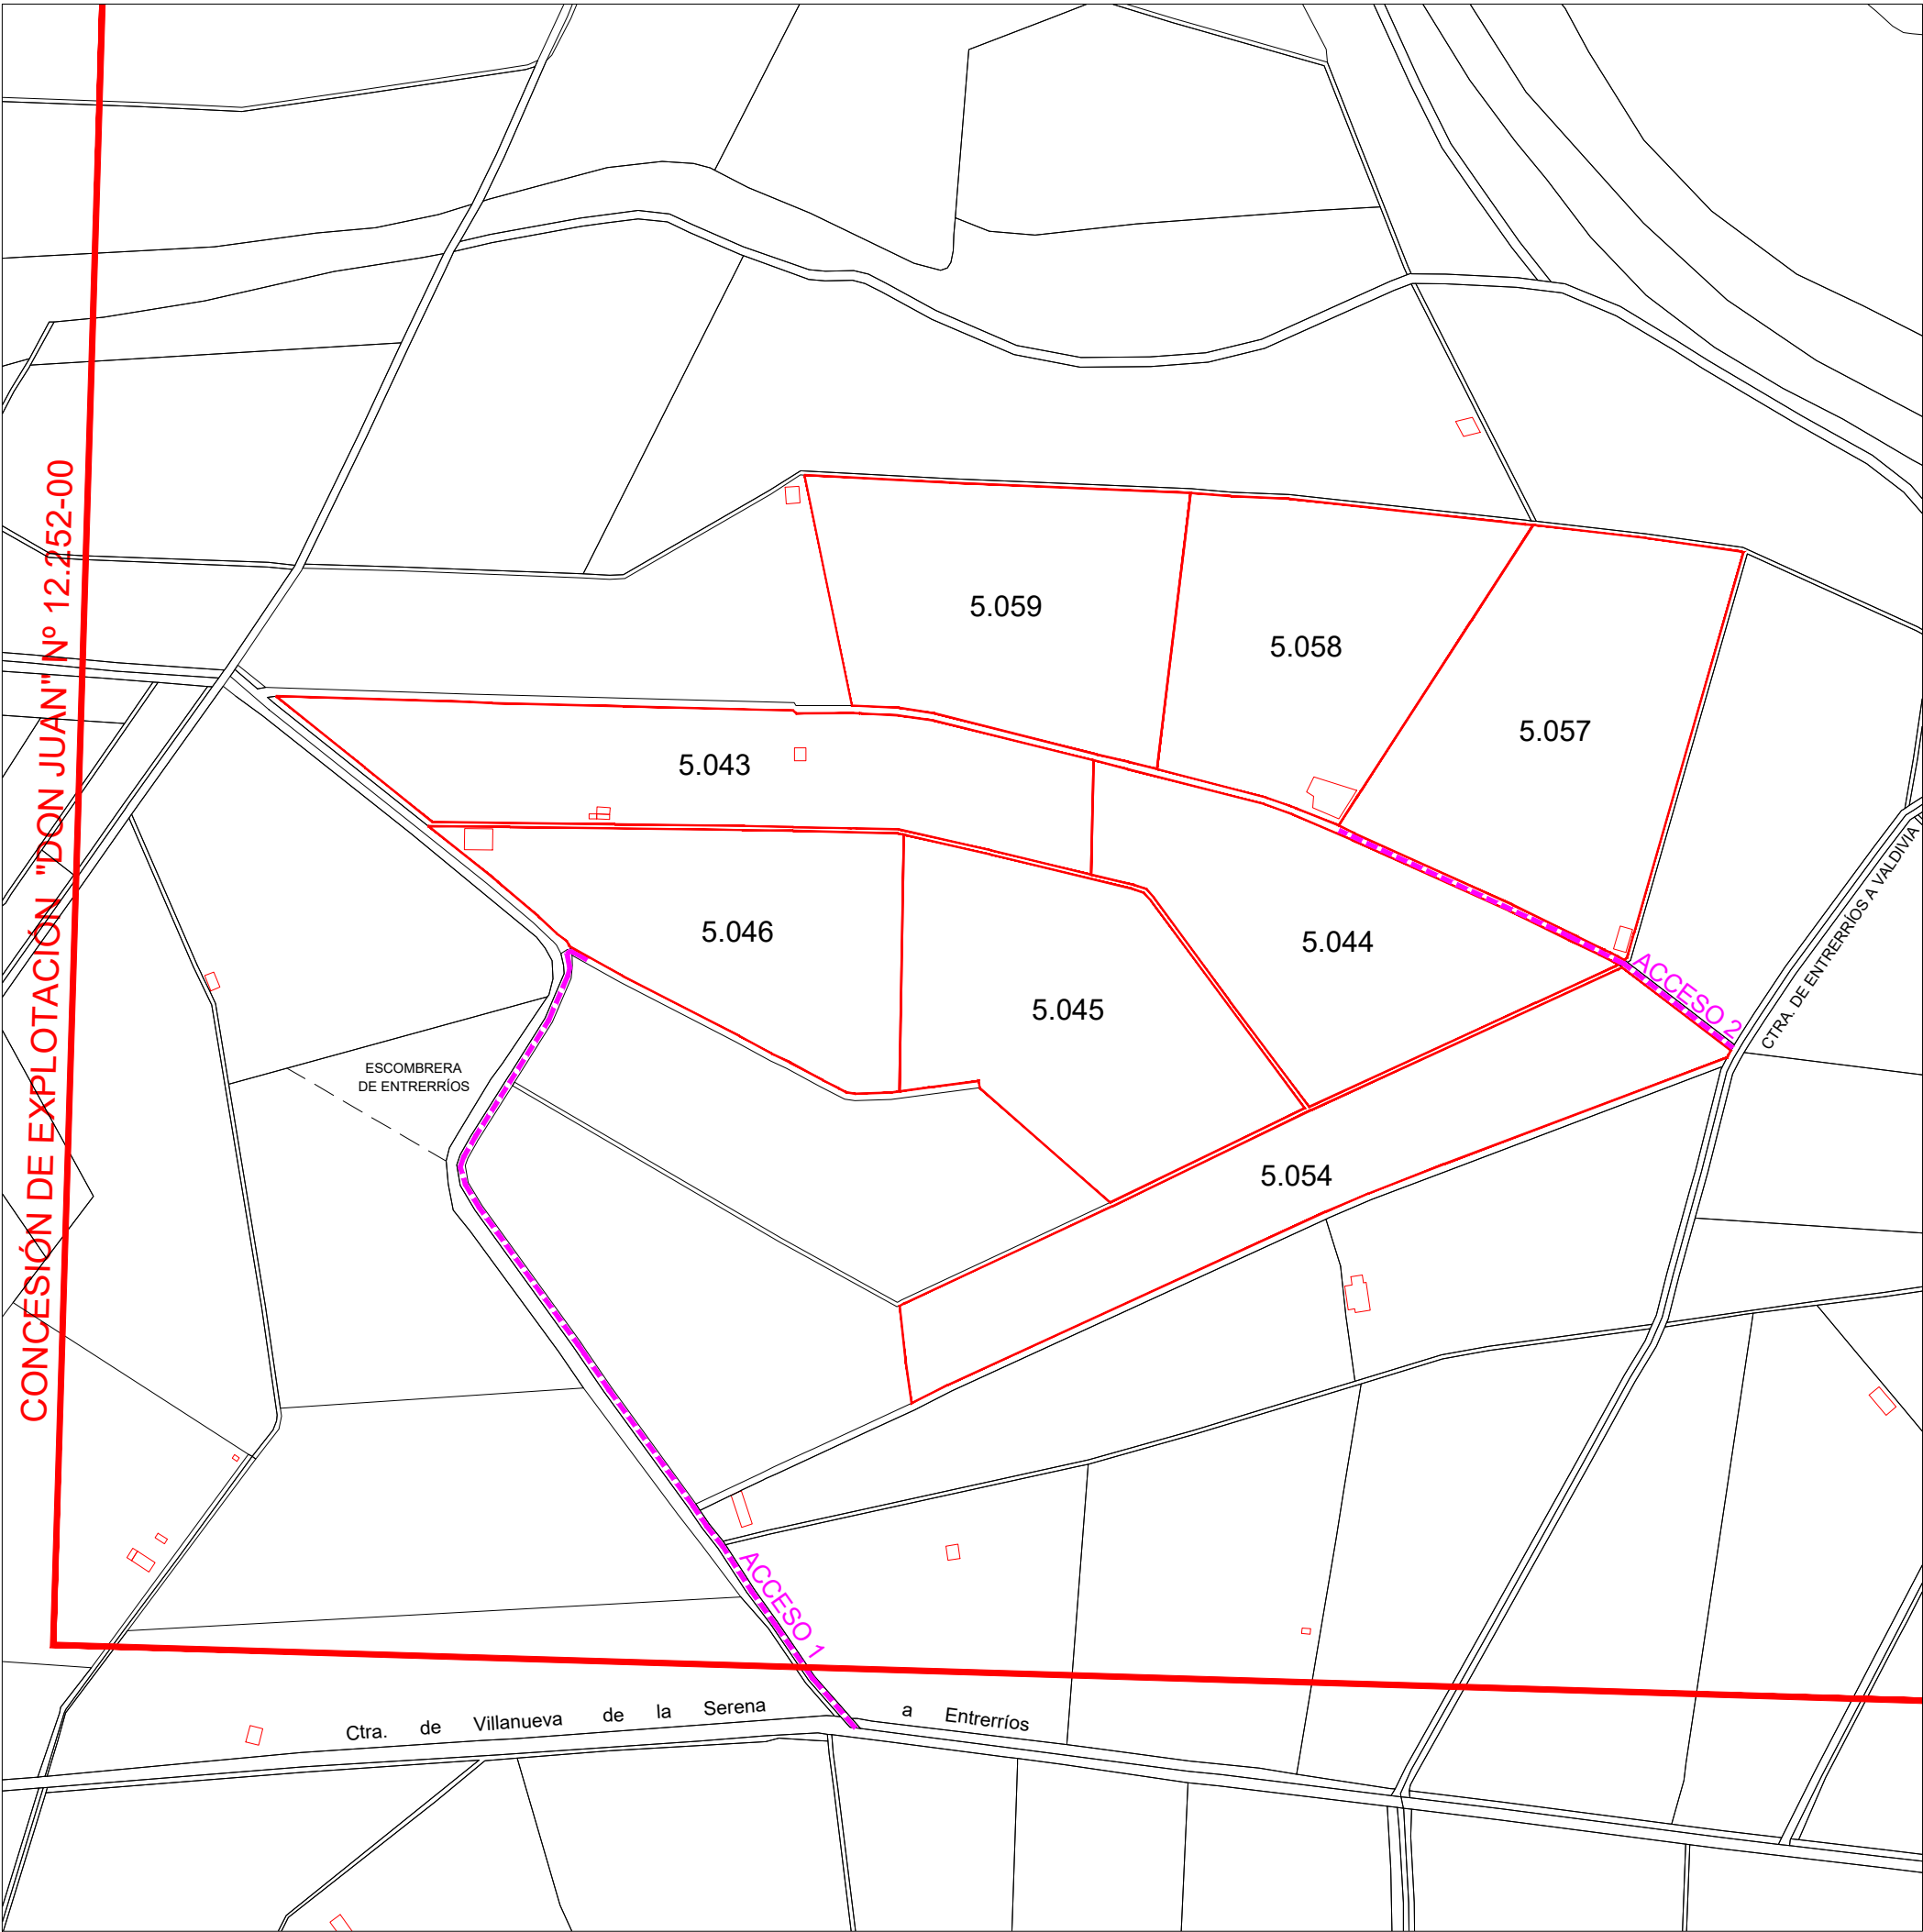 CONCESIÓN DE EXPLOTACIÓN "DON JUAN" Nº 12.252-00
5.059
5.058
5.057
5.043
5.046
5.044
5.045
5.054
ACCESO 2
CTRA. DE ENTRERRÍOS A VALDIVIA
ESCOMBRERA
DE ENTRERRÍOS
ACCESO 1
Ctra. de Villanueva de la Serena a Entrerríos